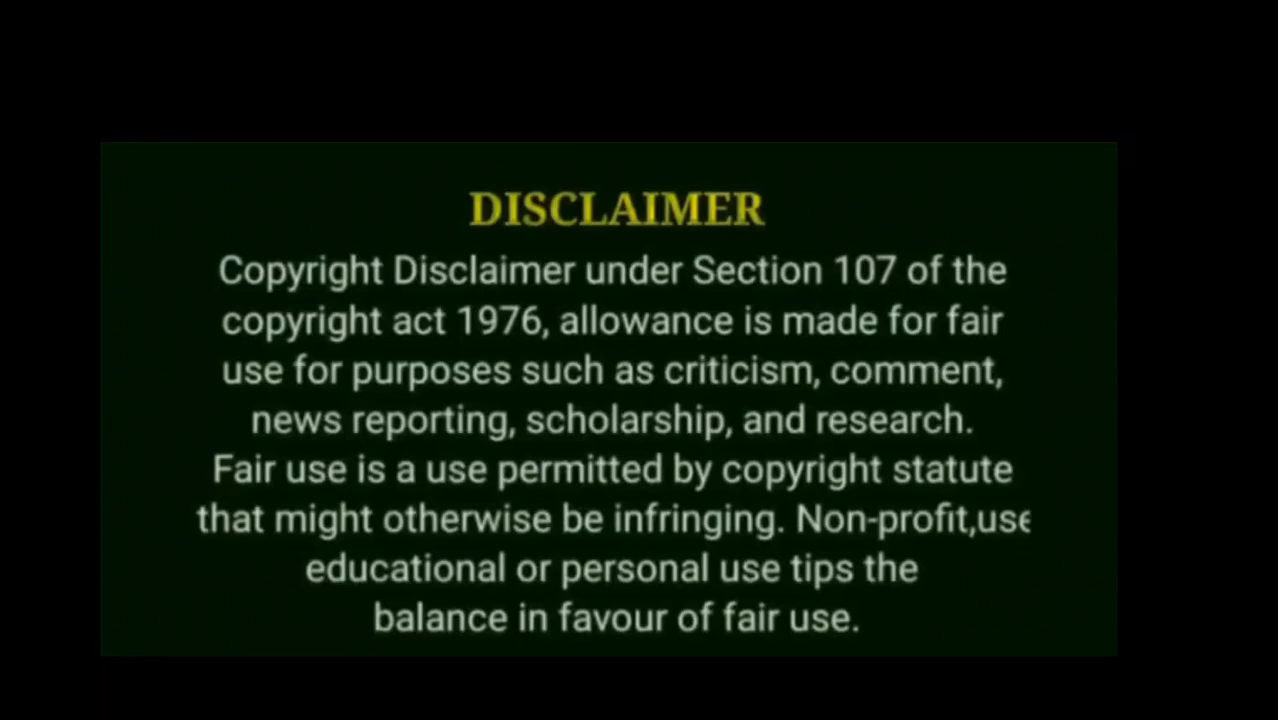 DISCLAIMER
Copyright Disclaimer under Section 107 of the
copyright act 1976, allowance is made for fair
use for purposes such as criticism, comment,
news reporting, scholarship, and research.
Fair use is a use permitted by copyright statute
that might otherwise be infringing. Non-profit,use
educational or personal use tips the
balance in favour of fair use.